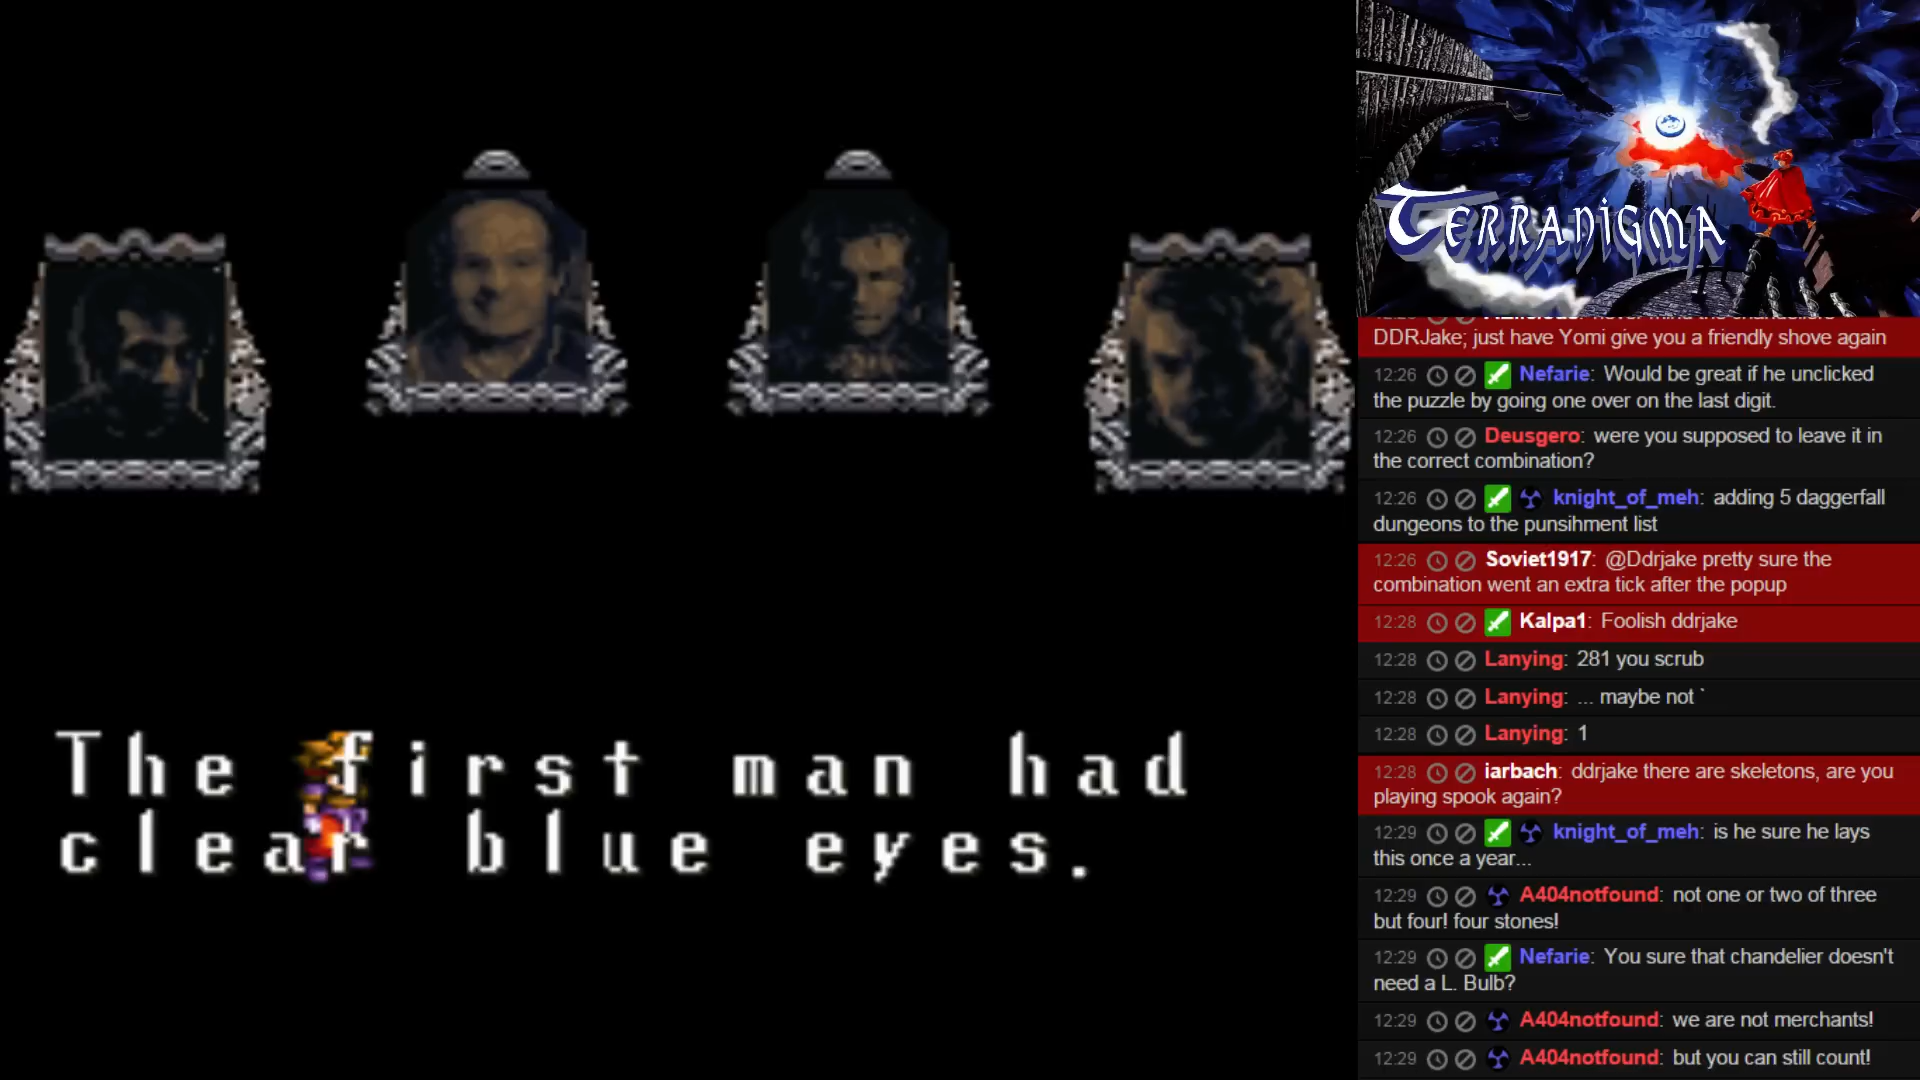 TERRADIGMA
DDRJake; just have Yomi give you a friendly shove again
12:26 Nefarie: Would be great if he unclicked
the puzzle by going one over on the last digit.
12:26 Deusgero: were you supposed to leave it in
the correct combination?
12:26 knight_of_meh: adding 5 daggerfall
dungeons to the punsihment list
12:26 Soviet1917: @Ddrjake pretty sure the
combination went an extra tick after the popup
12:28 Kalpa1: Foolish ddrjake
12:28 Lanying: 281 you scrub
12:28 Lanying: ... maybe not `
12:28 Lanying: 1
12:28 iarbach: ddrjake there are skeletons, are you
playing spook again?
12:29 knight_of_meh: is he sure he lays
this once a year...
12:29 A404notfound: not one or two of three
but four! four stones!
12:29 Nefarie: You sure that chandelier doesn't
need a L. Bulb?
12:29 A404notfound: we are not merchants!
12:29 A404notfound: but you can still count!
The first man had
clear blue eyes.